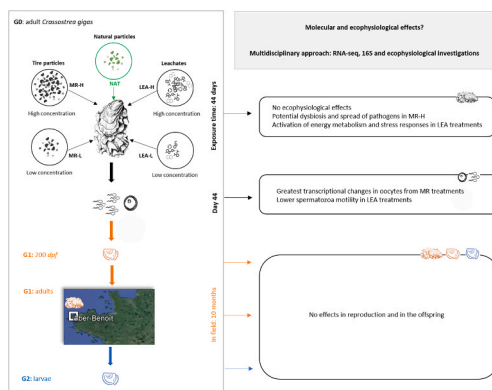 G0: adult Crassostrea gigas
Natural particles
Tire particles
Leachates
NAT
MR-H
LEA-H
High concentration
High concentration
MR-L
LEA-L
Low concentration
Low concentration
G1: 200 dpf
G1: adults
Aber-Benoit
G2: larvae
Exposure time: 44 days
Day 44
In field: 10 months
Molecular and ecophysiological effects?
Multidisciplinary approach: RNA-seq, 16S and ecophysiological investigations
No ecophysiological effects
Potential dysbiosis and spread of pathogens in MR-H
Activation of energy metabolism and stress responses in LEA treatments
Greatest transcriptional changes in oocytes from MR treatments
Lower spermatozoa motility in LEA treatments
No effects in reproduction and in the offspring